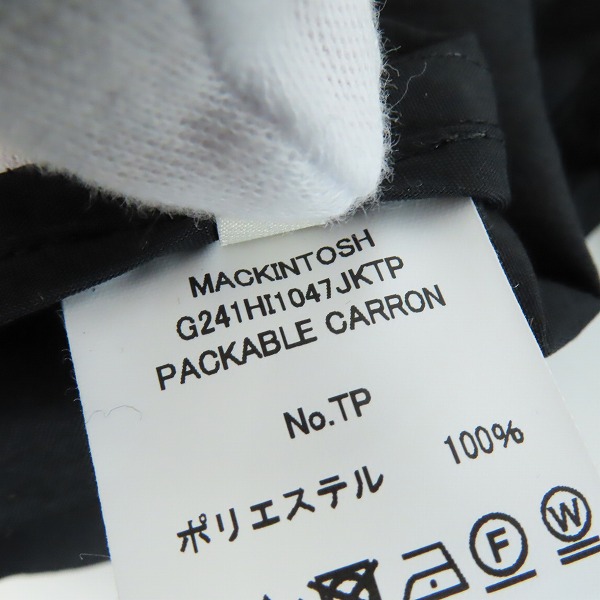 MACKINTOSH
G241HI1047JKTP
PACKABLE CARRON
No.TP
ポリエステル 100%
F W